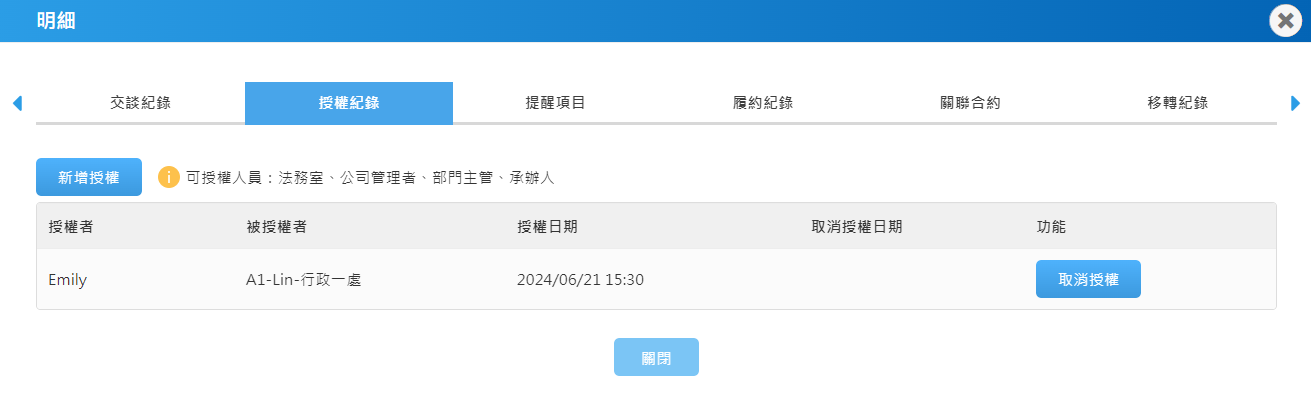 明細
交談紀錄 授權紀錄 提醒項目 履約紀錄 關聯合約 移轉紀錄
新增授權 可授權人員：法務室、公司管理者、部門主管、承辦人
授權者 被授權者 授權日期 取消授權日期 功能
Emily A1-Lin-行政一處 2024/06/21 15:30 取消授權
關閉